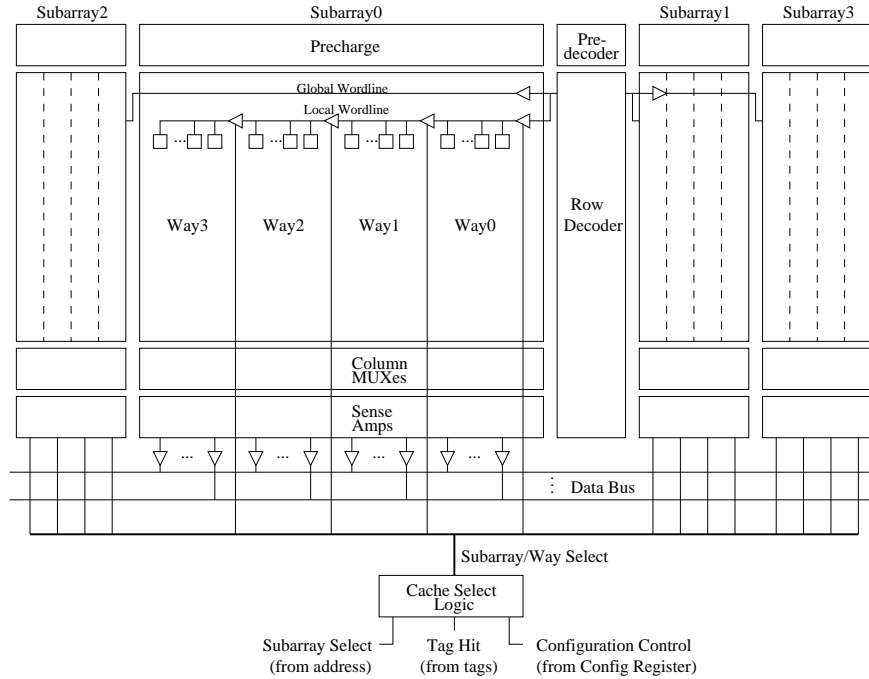 Subarray2
Subarray0
Subarray1
Subarray3
Precharge
Pre-
decoder
Global Wordline
Local Wordline
...
...
...
...
Way3
Way2
Way1
Way0
Row
Decoder
Column
MUXes
Sense
Amps
...
...
...
...
...
Data Bus
Subarray/Way Select
Cache Select
Logic
Subarray Select
(from address)
Tag Hit
(from tags)
Configuration Control
(from Config Register)